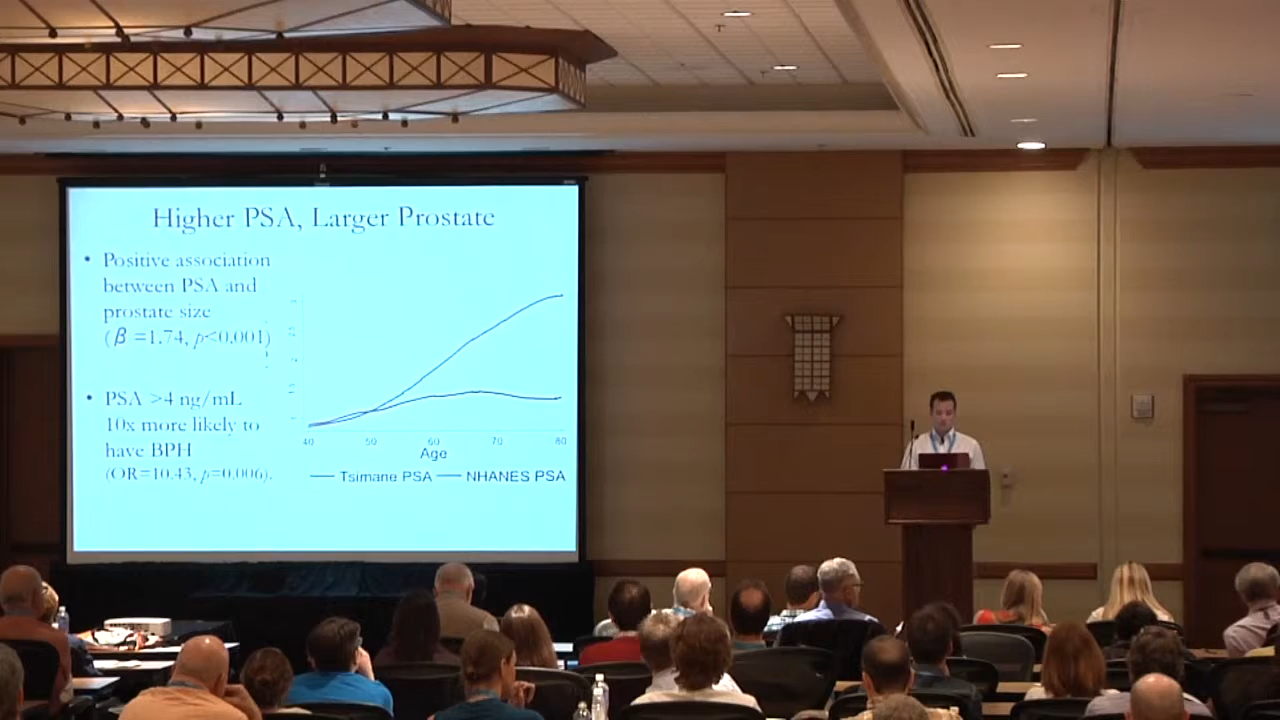 Higher PSA, Larger Prostate
• Positive association
between PSA and
prostate size
(β =1.74, p<0.001)
• PSA >4 ng/mL
10x more likely to
have BPH
(OR=10.43, p=0.006).
40 50 60 70 80
Age
Tsimane PSA NHANES PSA